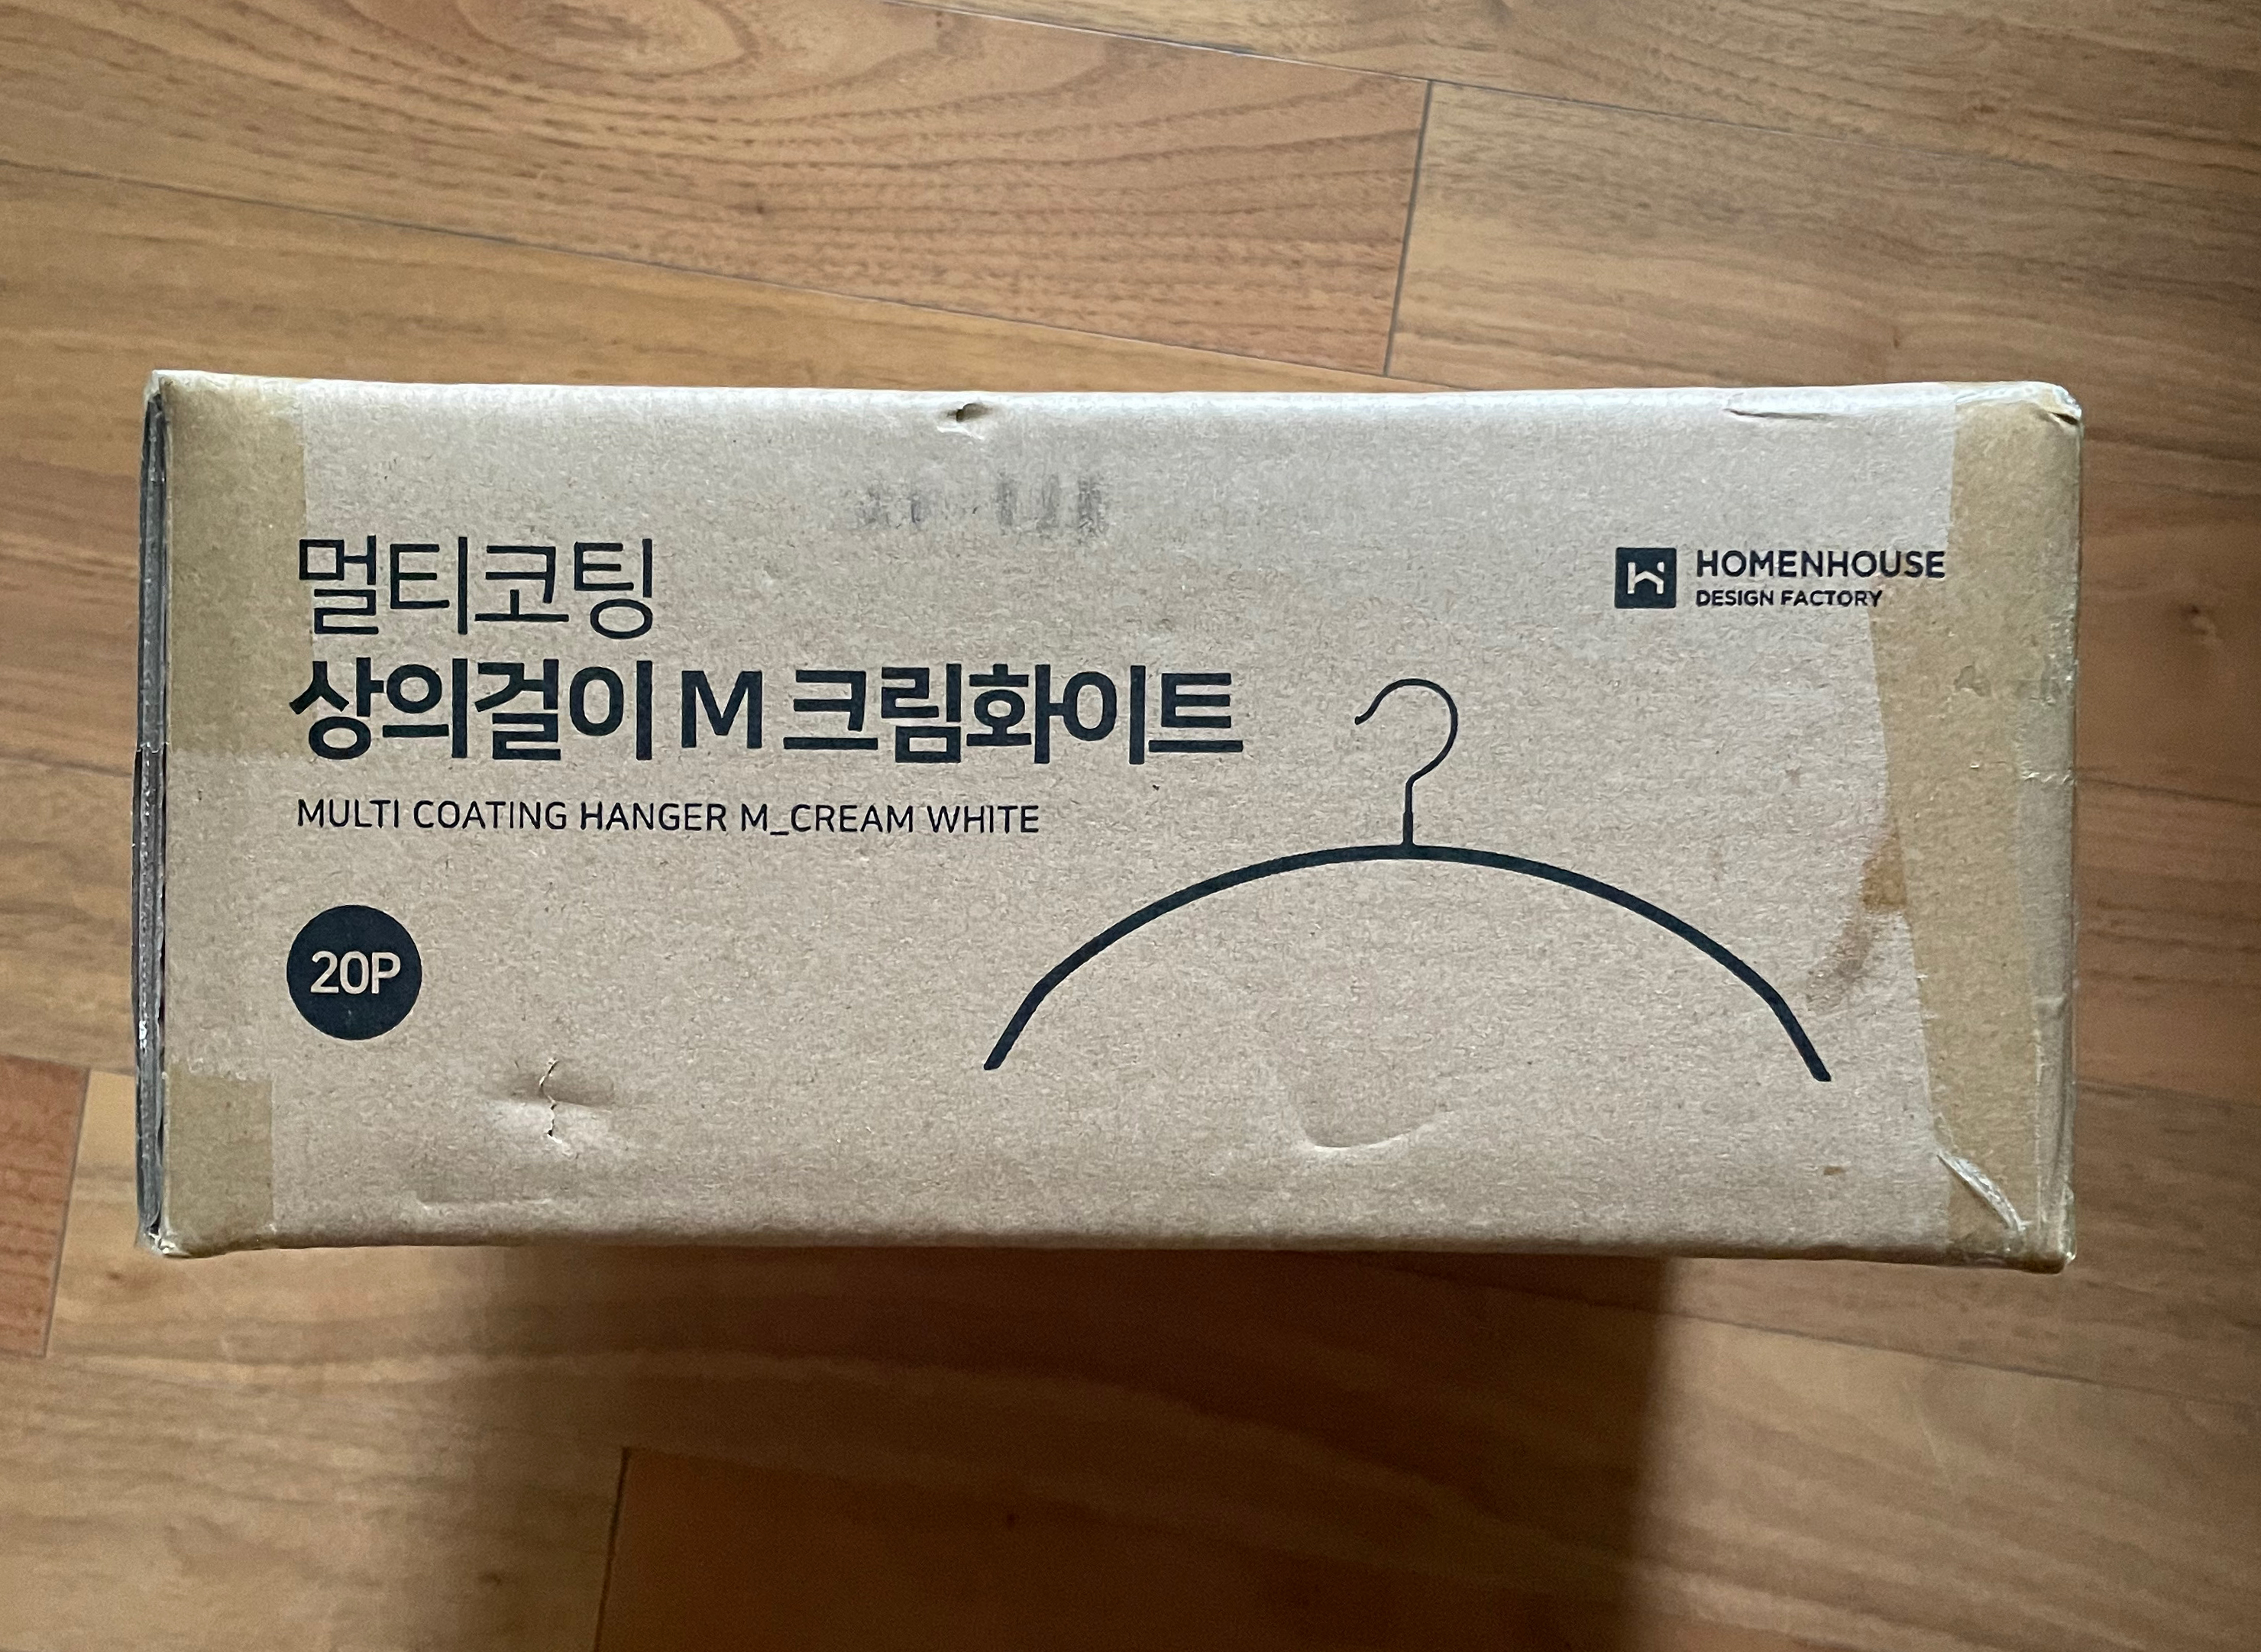 멀티코팅
상의걸이 M 크림화이트
MULTI COATING HANGER M_CREAM WHITE
20P
HOMENHOUSE
DESIGN FACTORY